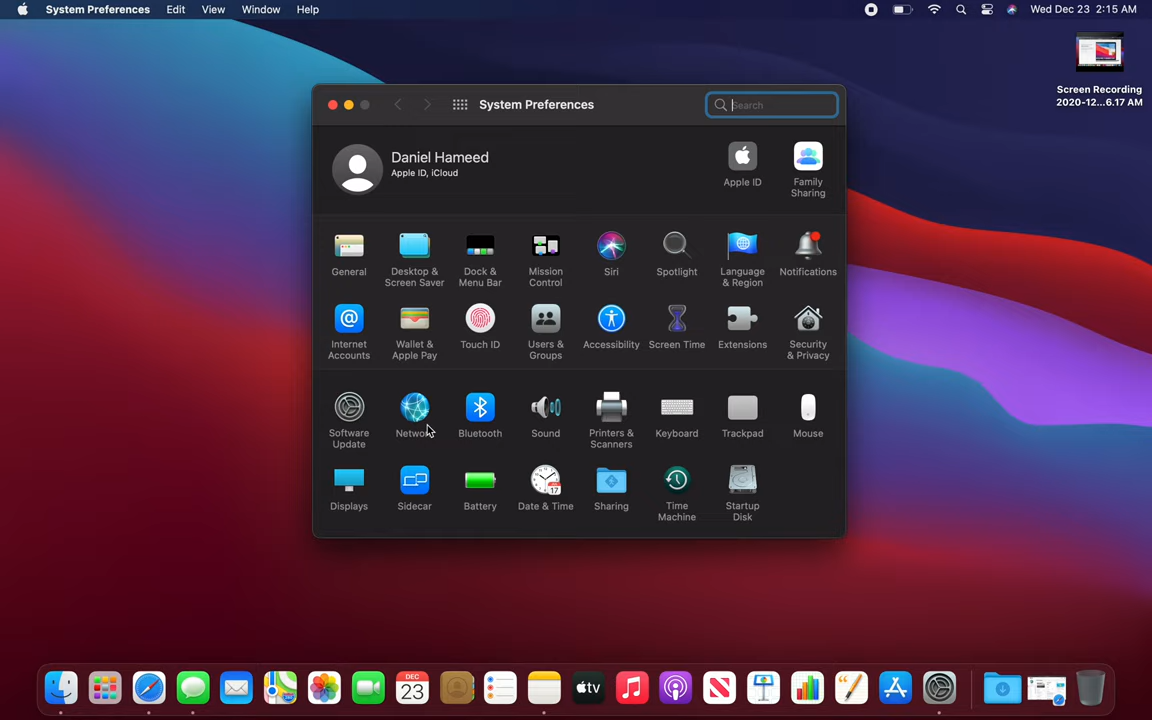 System Preferences Edit View Window Help Wed Dec 23 2:15 AM
Screen Recording
2020-12...6.17 AM
System Preferences Search
Daniel Hameed
Apple ID, iCloud
Apple ID Family
Sharing
General Desktop & Dock & Mission Siri Spotlight Language Notifications
Screen Saver Menu Bar Control & Region
Internet Wallet & Touch ID Users & Accessibility Screen Time Extensions Security
Accounts Apple Pay Groups & Privacy
Software Network Bluetooth Sound Printers & Keyboard Trackpad Mouse
Update Scanners
Displays Sidecar Battery Date & Time Sharing Time Startup
Machine Disk
JUL
17
DEC
23
tv